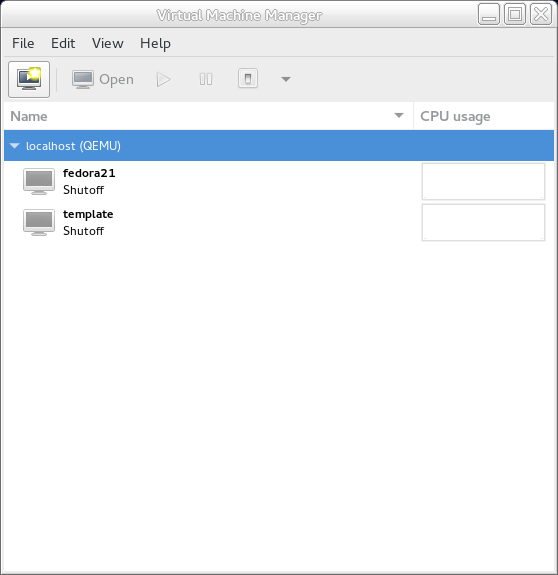 Virtual Machine Manager
File Edit View Help
Open
Name CPU usage
localhost (QEMU)
fedora21
Shutoff
template
Shutoff